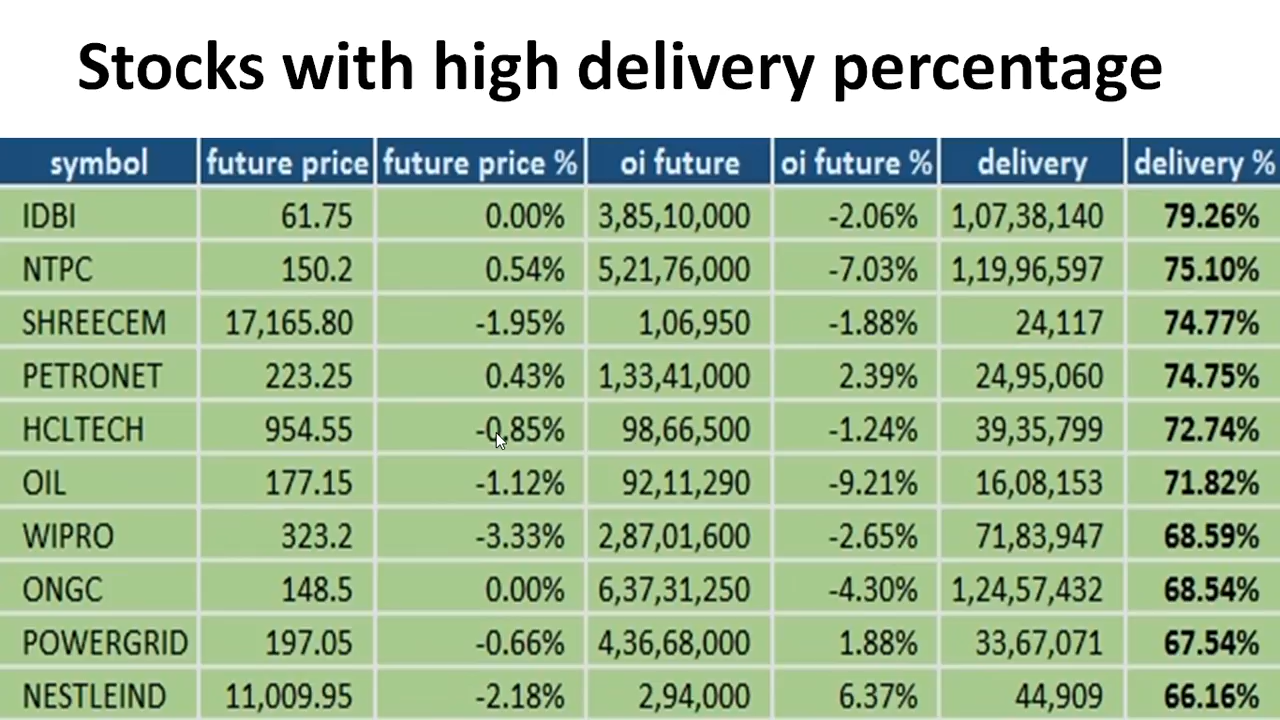 Stocks with high delivery percentage
symbol future price future price % oi future oi future % delivery delivery %
IDBI 61.75 0.00% 3,85,10,000 -2.06% 1,07,38,140 79.26%
NTPC 150.2 0.54% 5,21,76,000 -7.03% 1,19,96,597 75.10%
SHREECEM 17,165.80 -1.95% 1,06,950 -1.88% 24,117 74.77%
PETRONET 223.25 0.43% 1,33,41,000 2.39% 24,95,060 74.75%
HCLTECH 954.55 -0.85% 98,66,500 -1.24% 39,35,799 72.74%
OIL 177.15 -1.12% 92,11,290 -9.21% 16,08,153 71.82%
WIPRO 323.2 -3.33% 2,87,01,600 -2.65% 71,83,947 68.59%
ONGC 148.5 0.00% 6,37,31,250 -4.30% 1,24,57,432 68.54%
POWERGRID 197.05 -0.66% 4,36,68,000 1.88% 33,67,071 67.54%
NESTLEIND 11,009.95 -2.18% 2,94,000 6.37% 44,909 66.16%